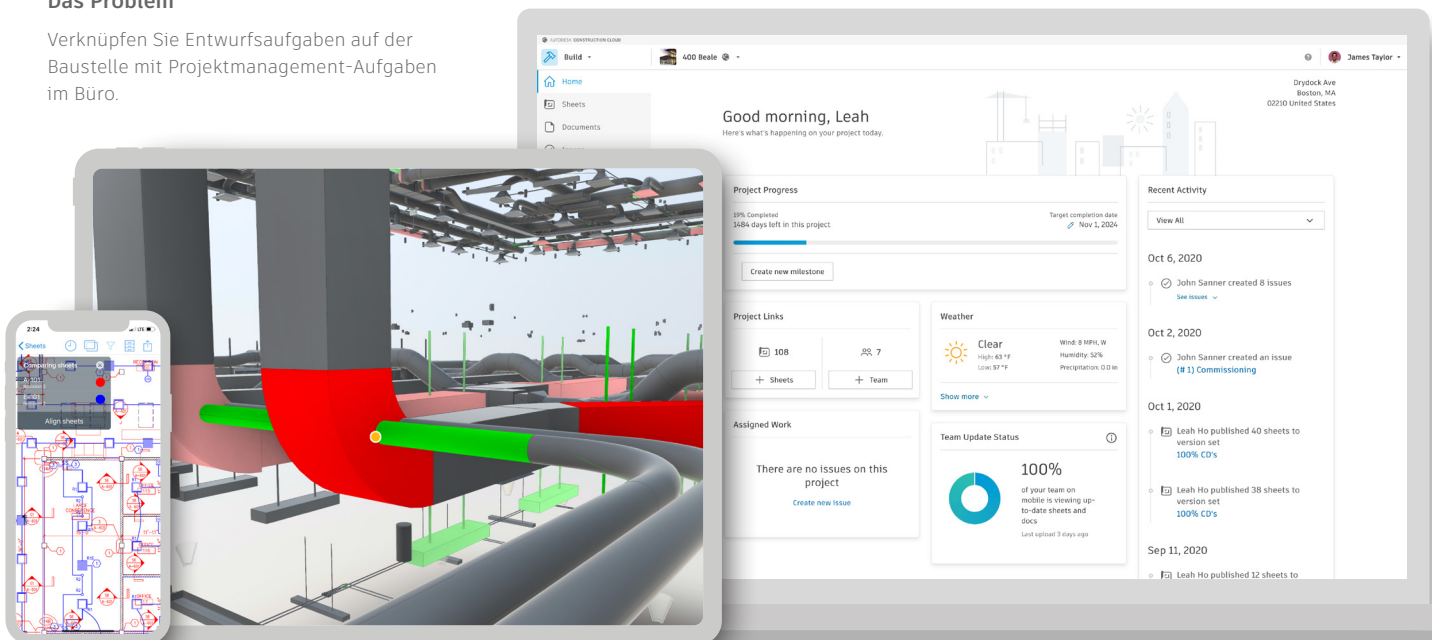 Das Problem
Verknüpfen Sie Entwurfsaufgaben auf der
Baustelle mit Projektmanagement-Aufgaben
im Büro.
AUTODESK CONSTRUCTION CLOUD
Build
400 Beale
James Taylor
Home
Sheets
Documents
Drydock Ave
Boston, MA
02210 United States
Good morning, Leah
Here's what's happening on your project today.
Project Progress
19% Completed
1484 days left in this project
Target completion date
Nov 1, 2024
Create new milestone
Project Links
108
7
+ Sheets
+ Team
Weather
Clear
High: 63 °F
Low: 57 °F
Wind: 8 MPH, W
Humidity: 52%
Precipitation: 0.0 in
Show more
Assigned Work
There are no issues on this
project
Create new issue
Team Update Status
100%
of your team on
mobile is viewing up-
to-date sheets and
docs
Last upload 3 days ago
Recent Activity
View All
Oct 6, 2020
John Sanner created 8 issues
See issues
Oct 2, 2020
John Sanner created an issue
(#1) Commissioning
Oct 1, 2020
Leah Ho published 40 sheets to
version set
100% CD's
Leah Ho published 38 sheets to
version set
100% CD's
Sep 11, 2020
Leah Ho published 12 sheets to
2:24
LTE
Sheets
Comparing sheets
A-101
E-101
Align sheets